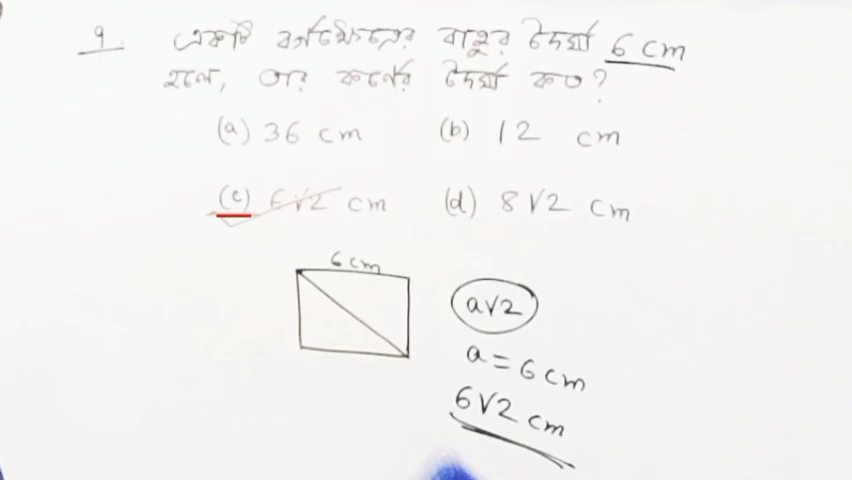 ৭ একটি বর্গক্ষেত্রের বাহুর দৈর্ঘ্য 6 cm
হলে, তার কর্ণের দৈর্ঘ্য কত?
(a) 36 cm (b) 12 cm
(c) 6√2 cm (d) 8√2 cm
6 cm
a√2
a = 6 cm
6√2 cm